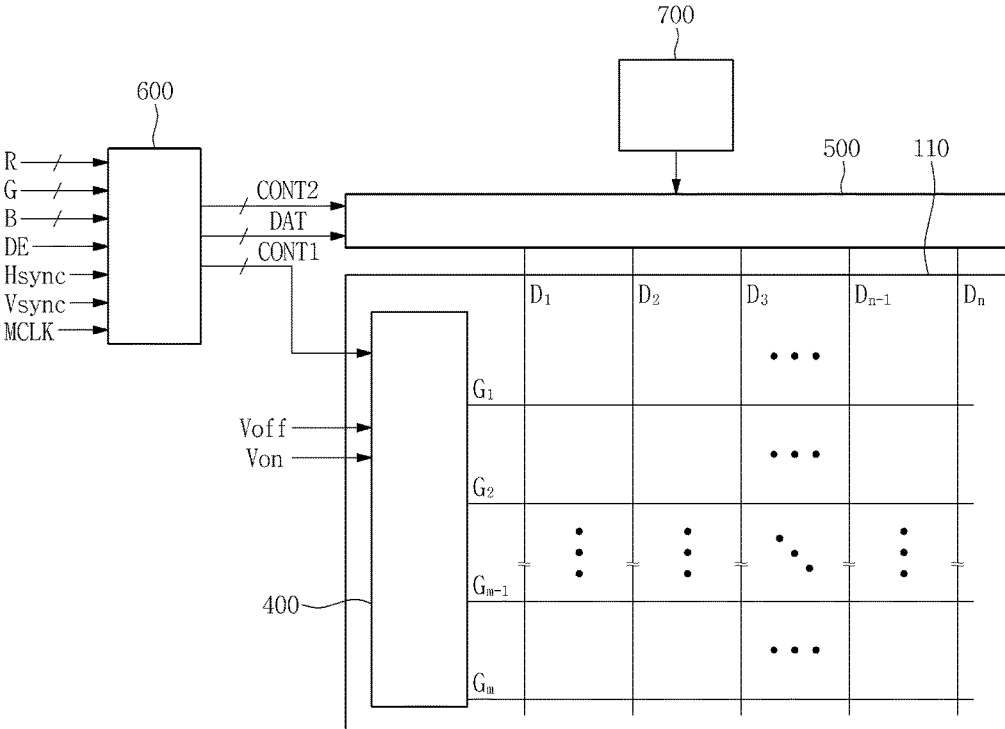 700
600
500
110
R
G
B
DE
Hsync
Vsync
MCLK
CONT2
DAT
CONT1
D1
D2
D3
Dn-1
Dn
G1
Voff
Von
G2
Gm-1
400
Gm